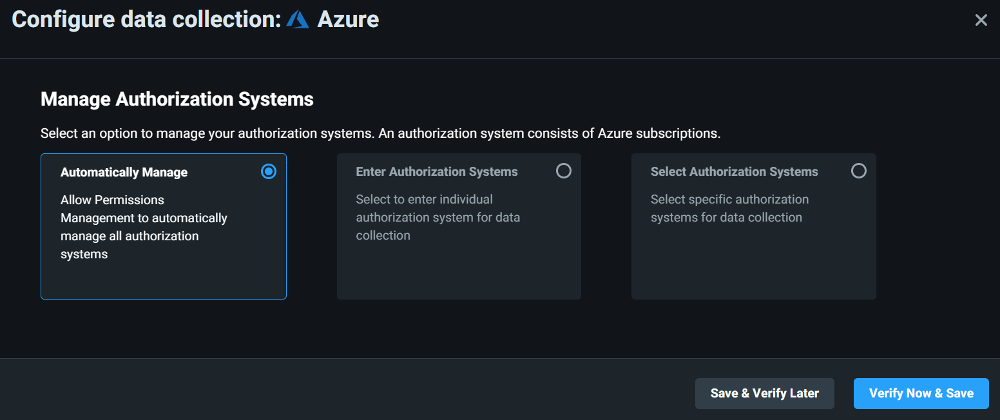 Configure data collection: Azure
Manage Authorization Systems
Select an option to manage your authorization systems. An authorization system consists of Azure subscriptions.
Automatically Manage
Allow Permissions
Management to automatically
manage all authorization
systems
Enter Authorization Systems
Select to enter individual
authorization system for data
collection
Select Authorization Systems
Select specific authorization
systems for data collection
Save & Verify Later
Verify Now & Save